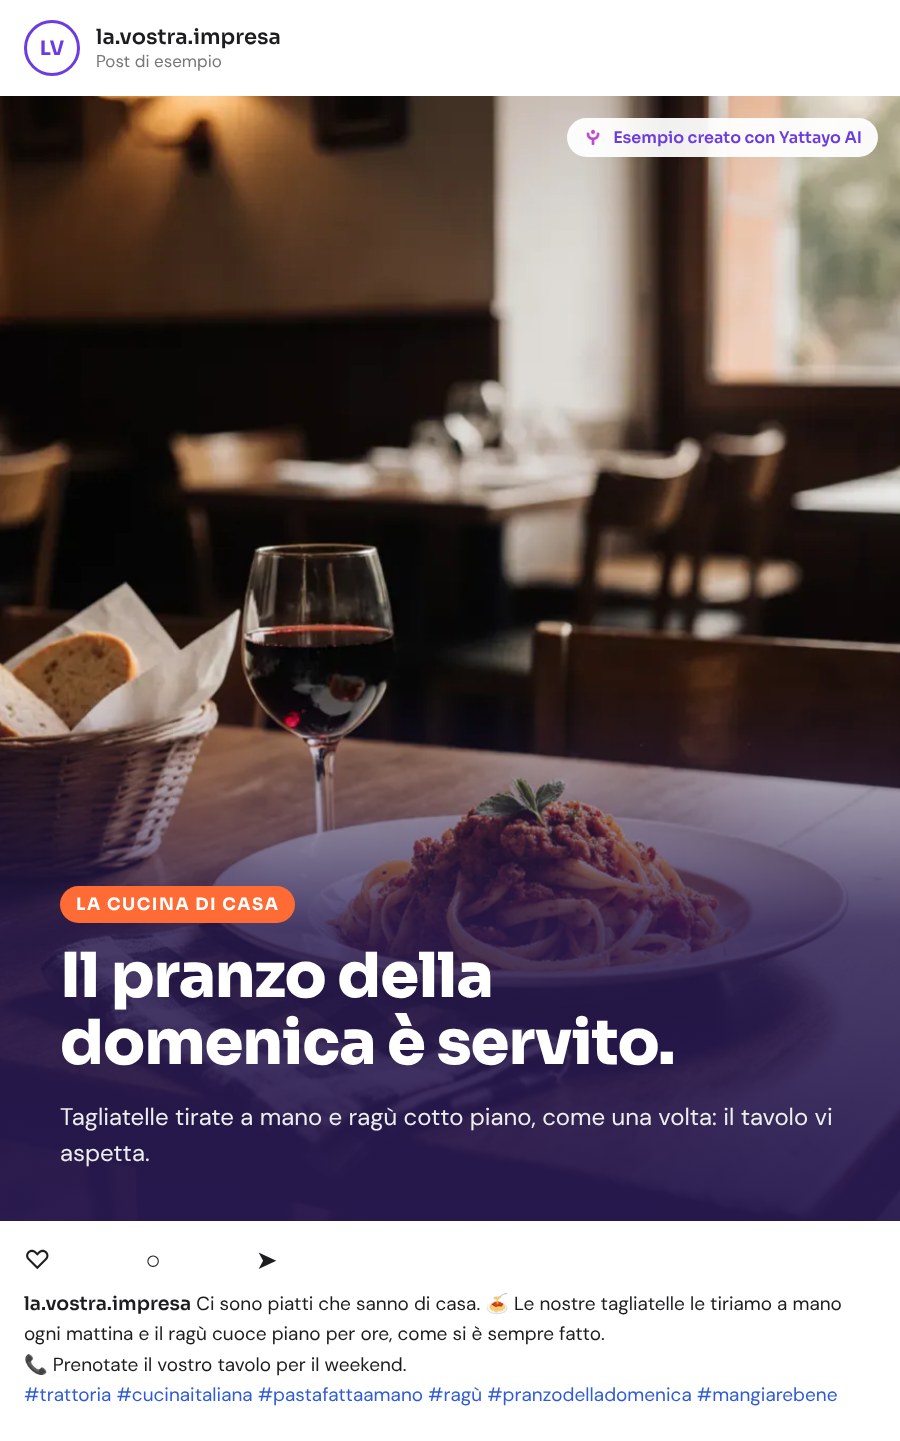 LV
la.vostra.impresa
Post di esempio
Esempio creato con Yattayo AI
LA CUCINA DI CASA
Il pranzo della
domenica è servito.
Tagliatelle tirate a mano e ragù cotto piano, come una volta: il tavolo vi
aspetta.
la.vostra.impresa Ci sono piatti che sanno di casa. 🍝 Le nostre tagliatelle le tiriamo a mano
ogni mattina e il ragù cuoce piano per ore, come si è sempre fatto.
📞 Prenotate il vostro tavolo per il weekend.
#trattoria #cucinaitaliana #pastafattaamano #ragù #pranzodelladomenica #mangiarebene